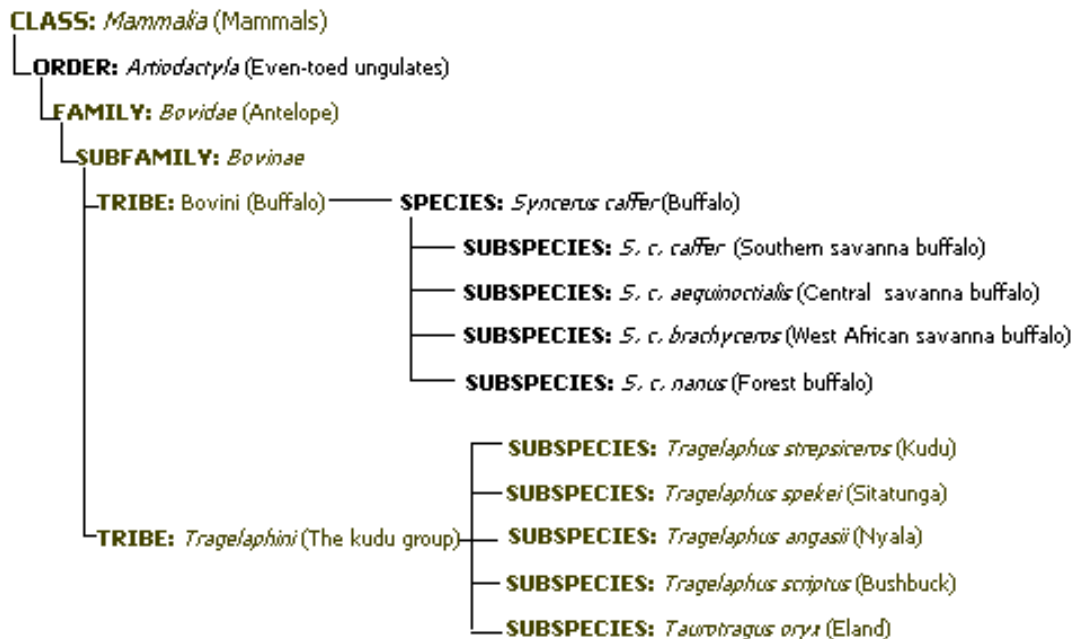 CLASS: Mammalia (Mammals)
ORDER: Artiodactyla (Even-toed ungulates)
FAMILY: Bovidae (Antelope)
SUBFAMILY: Bovinae
TRIBE: Bovini (Buffalo)
SPECIES: Syncerus caffer (Buffalo)
SUBSPECIES: S. c. caffer (Southern savanna buffalo)
SUBSPECIES: S. c. aequinoctialis (Central savanna buffalo)
SUBSPECIES: S. c. brachyceros (West African savanna buffalo)
SUBSPECIES: S. c. nanus (Forest buffalo)
TRIBE: Tragelaphini (The kudu group)
SUBSPECIES: Tragelaphus strepsiceros (Kudu)
SUBSPECIES: Tragelaphus spekei (Sitatunga)
SUBSPECIES: Tragelaphus angasii (Nyala)
SUBSPECIES: Tragelaphus scriptus (Bushbuck)
SUBSPECIES: Taurotragus oryx (Eland)